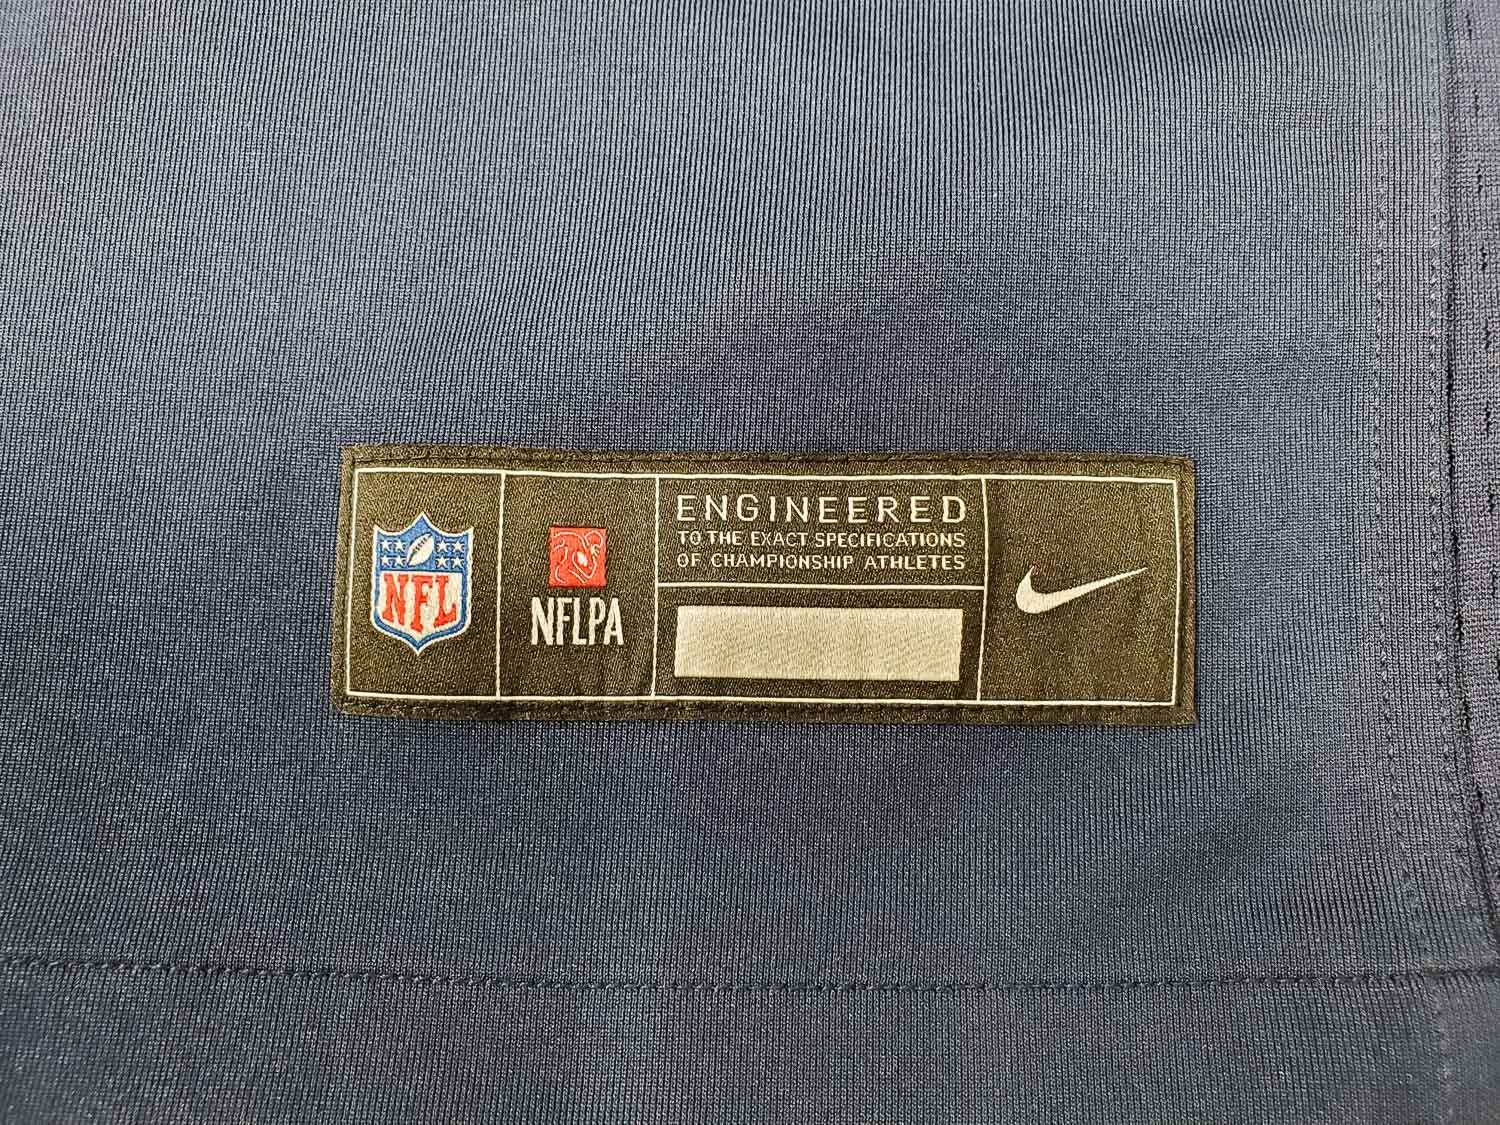 NFL
NFLPA
ENGINEERED
TO THE EXACT SPECIFICATIONS
OF CHAMPIONSHIP ATHLETES